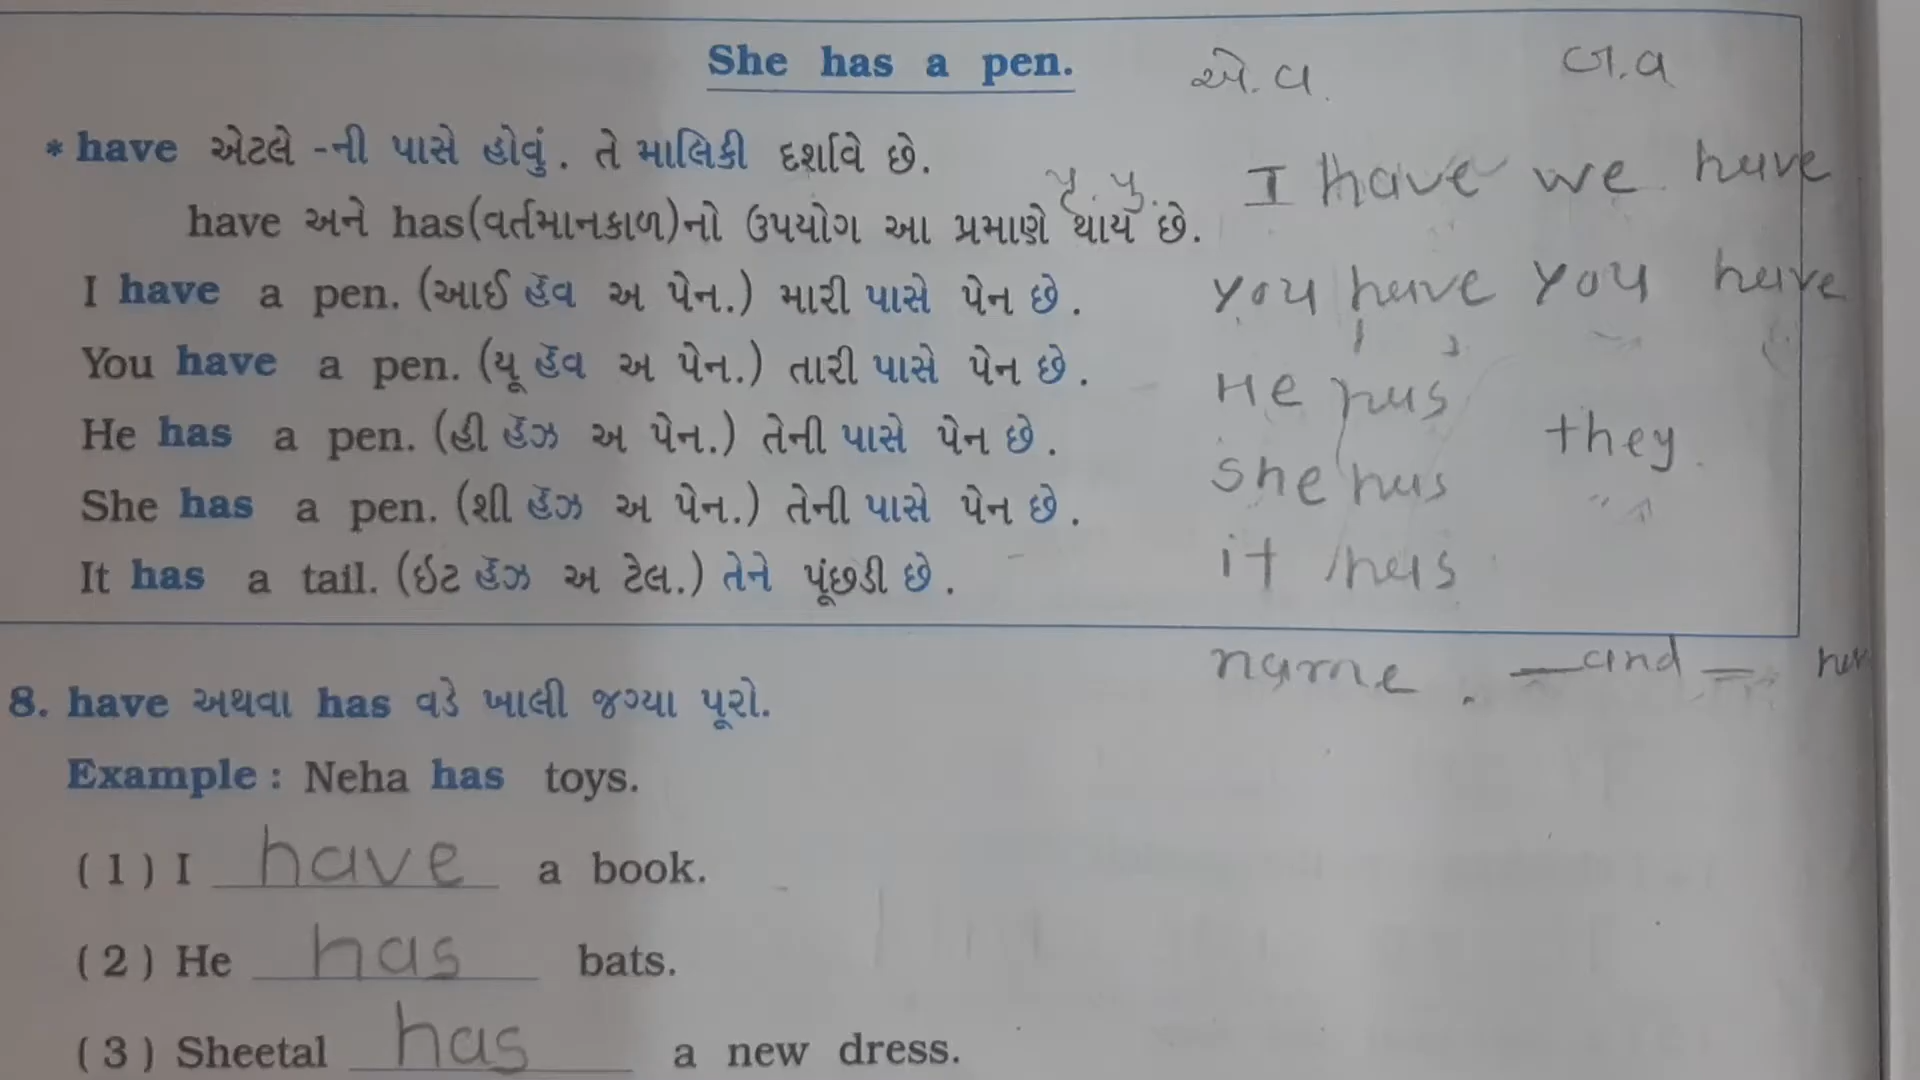 She has a pen.
એ.વ. બ.વ
* have એટલે -ની પાસે હોવું. તે માલિકી દર્શાવે છે.
પ્ર. પુ. I have we have
have અને has(વર્તમાનકાળ)નો ઉપયોગ આ પ્રમાણે થાય છે.
I have a pen. (આઈ હૅવ અ પેન.) મારી પાસે પેન છે.
you have you have
You have a pen. (યૂ હૅવ અ પેન.) તારી પાસે પેન છે.
He has
He has a pen. (હી હૅઝ અ પેન.) તેની પાસે પેન છે.
they
She has a pen. (શી હૅઝ અ પેન.) તેની પાસે પેન છે.
she has
It has a tail. (ઇટ હૅઝ અ ટેલ.) તેને પૂંછડી છે.
it has
name. — and —
8. have અથવા has વડે ખાલી જગ્યા પૂરો.
Example : Neha has toys.
(1) I have a book.
(2) He has bats.
(3) Sheetal has a new dress.